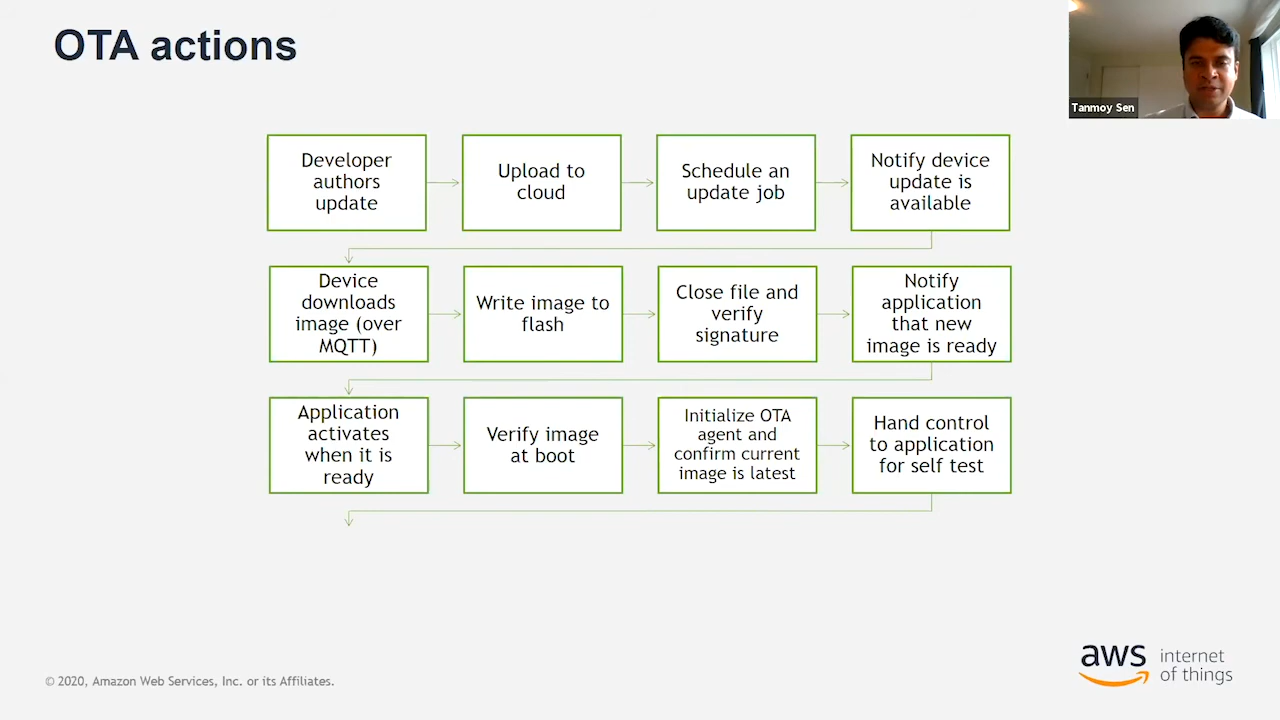 OTA actions
Tanmoy Sen
Developer
authors
update
Upload to
cloud
Schedule an
update job
Notify device
update is
available
Device
downloads
image (over
MQTT)
Write image to
flash
Close file and
verify
signature
Notify
application
that new
image is ready
Application
activates
when it is
ready
Verify image
at boot
Initialize OTA
agent and
confirm current
image is latest
Hand control
to application
for self test
© 2020, Amazon Web Services, Inc. or its Affiliates.
aws
internet
of things